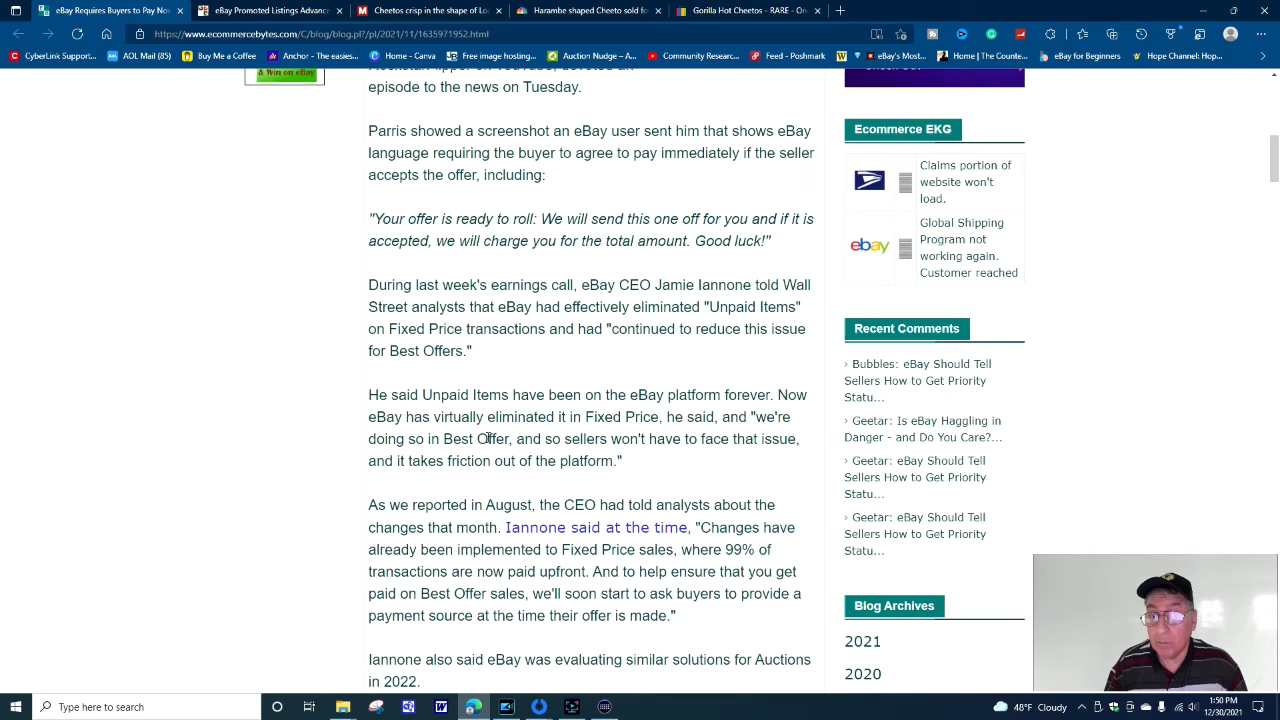 eBay Requires Buyers to Pay Now
eBay Promoted Listings Advance
Cheetos crip in the shape of Lo
Harambe shaped Cheeto sold fo
Gorilla Hot Cheetos - RARE - On
https://www.ecommercebytes.com/C/blog/blog.pl?/pl/2021/11/1635971952.html
CyberLink Support...
AOL Mail (85)
Buy Me a Coffee
Anchor - The easies...
Home - Canva
Free image hosting...
Auction Nudge – A...
Community Resear...
Feed - Poshmark
eBay's Most...
Home | The Counte...
eBay for Beginners
Hope Channel: Hop...
& Win on eBay
episode to the news on Tuesday.
Parris showed a screenshot an eBay user sent him that shows eBay
language requiring the buyer to agree to pay immediately if the seller
accepts the offer, including:
"Your offer is ready to roll: We will send this one off for you and if it is
accepted, we will charge you for the total amount. Good luck!"
During last week's earnings call, eBay CEO Jamie Iannone told Wall
Street analysts that eBay had effectively eliminated "Unpaid Items"
on Fixed Price transactions and had "continued to reduce this issue
for Best Offers."
He said Unpaid Items have been on the eBay platform forever. Now
eBay has virtually eliminated it in Fixed Price, he said, and "we're
doing so in Best Offer, and so sellers won't have to face that issue,
and it takes friction out of the platform."
As we reported in August, the CEO had told analysts about the
changes that month. Iannone said at the time, "Changes have
already been implemented to Fixed Price sales, where 99% of
transactions are now paid upfront. And to help ensure that you get
paid on Best Offer sales, we'll soon start to ask buyers to provide a
payment source at the time their offer is made."
Iannone also said eBay was evaluating similar solutions for Auctions
in 2022.
Ecommerce EKG
Claims portion of
website won't
load.
ebay
Global Shipping
Program not
working again.
Customer reached
Recent Comments
› Bubbles: eBay Should Tell
Sellers How to Get Priority
Statu...
› Geetar: Is eBay Haggling in
Danger - and Do You Care?...
› Geetar: eBay Should Tell
Sellers How to Get Priority
Statu...
› Geetar: eBay Should Tell
Sellers How to Get Priority
Statu...
Blog Archives
2021
2020
Type here to search
48°F Cloudy
1:50 PM
12/30/2021